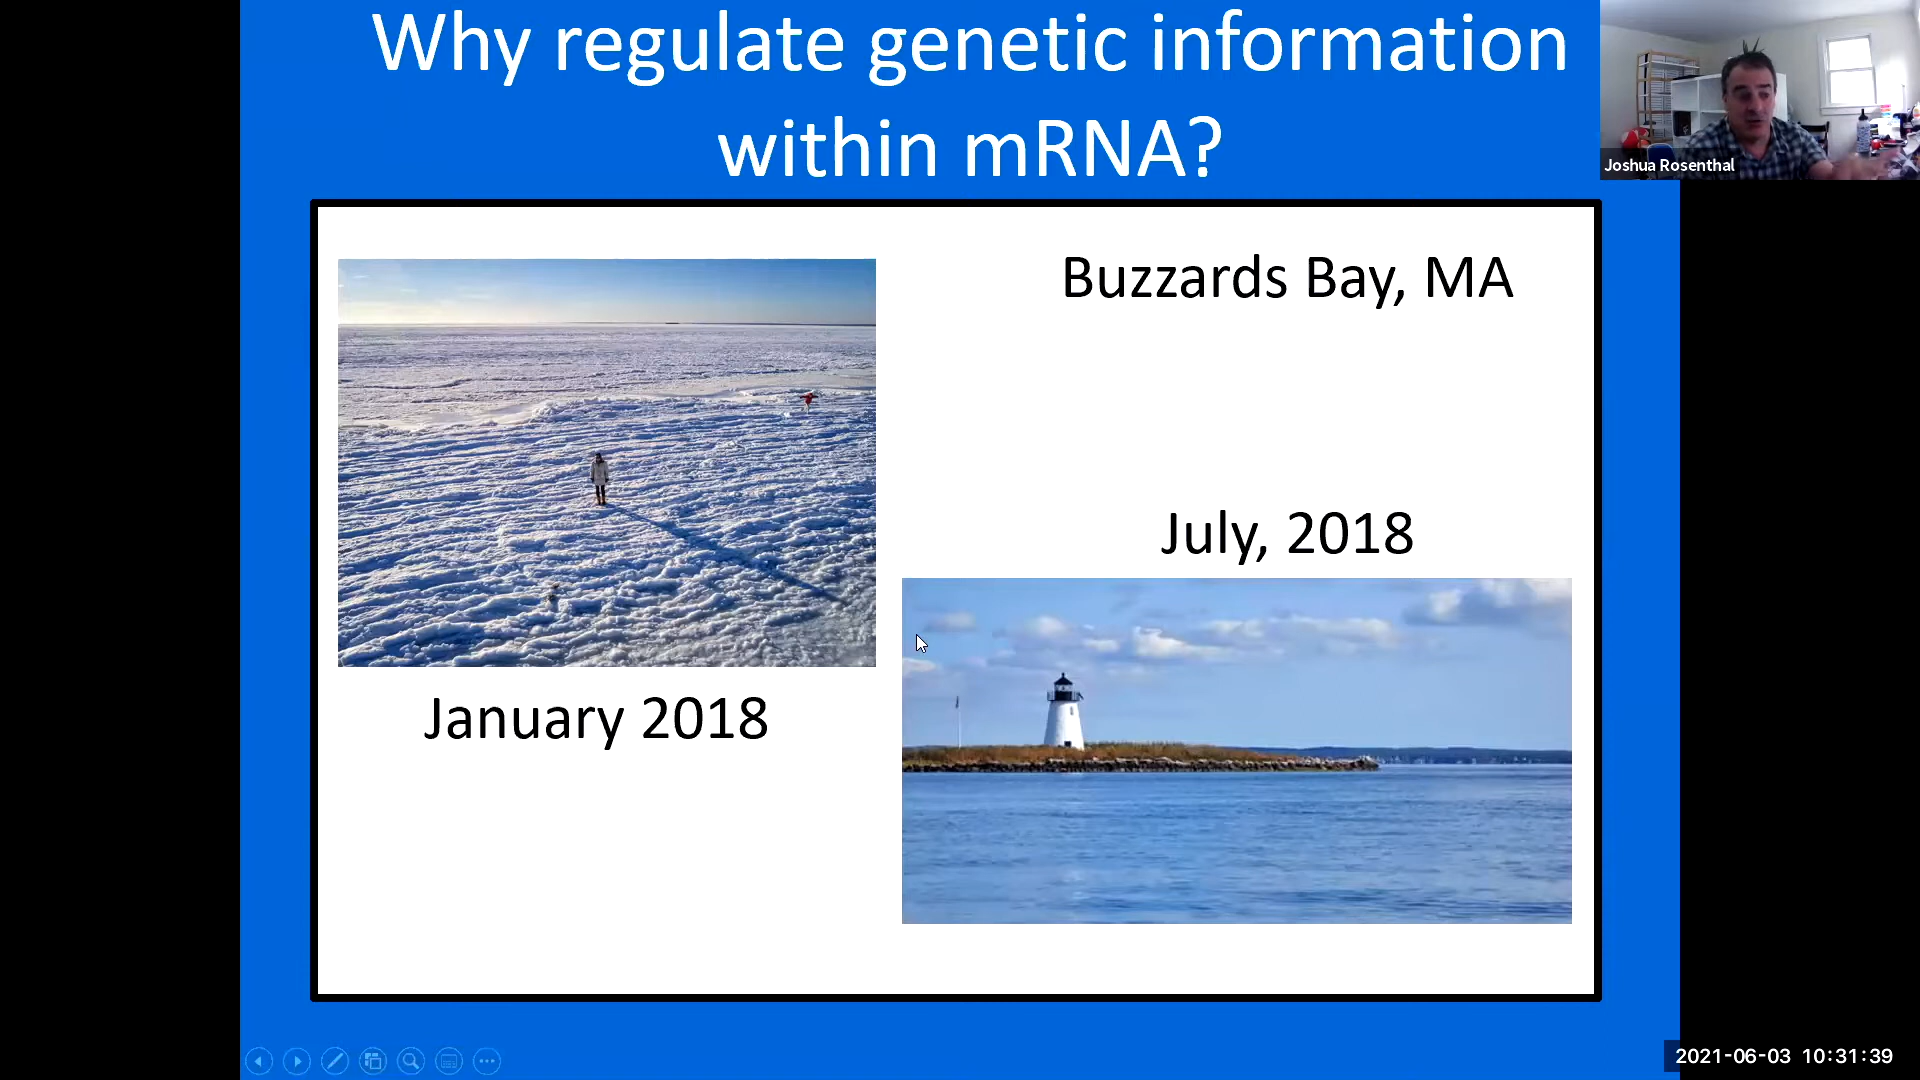 Why regulate genetic information
within mRNA?
Joshua Rosenthal
Buzzards Bay, MA
July, 2018
January 2018
2021-06-03 10:31:39